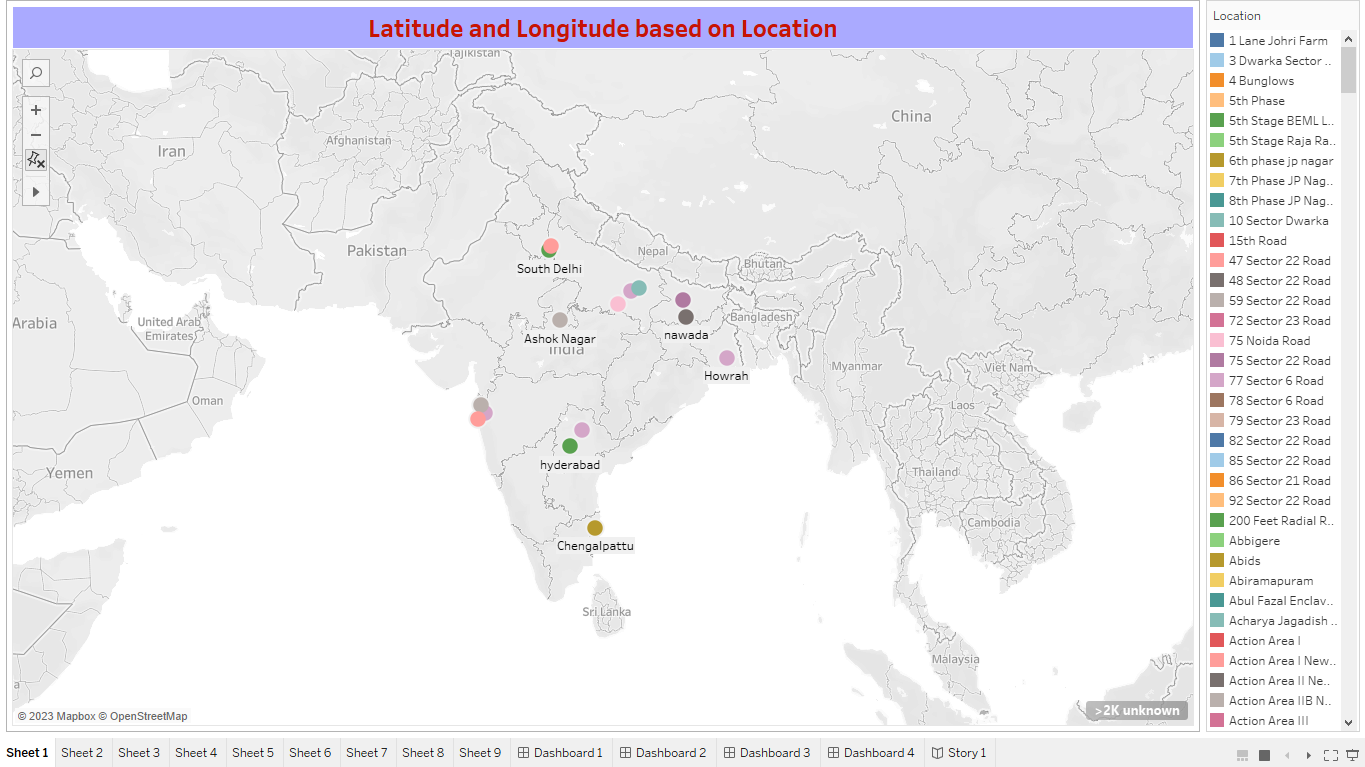 Latitude and Longitude based on Location
Location
1 Lane Johri Farm
3 Dwarka Sector ..
4 Bunglows
5th Phase
5th Stage BEML L..
5th Stage Raja Ra..
6th phase jp nagar
7th Phase JP Nag..
8th Phase JP Nag..
10 Sector Dwarka
15th Road
47 Sector 22 Road
48 Sector 22 Road
59 Sector 22 Road
72 Sector 23 Road
75 Noida Road
75 Sector 22 Road
77 Sector 6 Road
78 Sector 6 Road
79 Sector 23 Road
82 Sector 22 Road
85 Sector 22 Road
86 Sector 21 Road
92 Sector 22 Road
200 Feet Radial R..
Abbigere
Abids
Abiramapuram
Abul Fazal Enclav..
Acharya Jagadish ..
Action Area I
Action Area I New..
Action Area II Ne..
Action Area IIB N..
Action Area III
Tajikistan
China
Afghanistan
Iran
Pakistan
Nepal
Bhutan
South Delhi
Arabia
United Arab
Emirates
Bangladesh
nawada
Ashok Nagar
India
Howrah
Myanmar
Viet Nam
Oman
Laos
hyderabad
Yemen
Thailand
Cambodia
Chengalpattu
Sri Lanka
Malaysia
a
>2K unknown
© 2023 Mapbox © OpenStreetMap
Sheet 1 Sheet 2 Sheet 3 Sheet 4 Sheet 5 Sheet 6 Sheet 7 Sheet 8 Sheet 9 Dashboard 1 Dashboard 2 Dashboard 3 Dashboard 4 Story 1